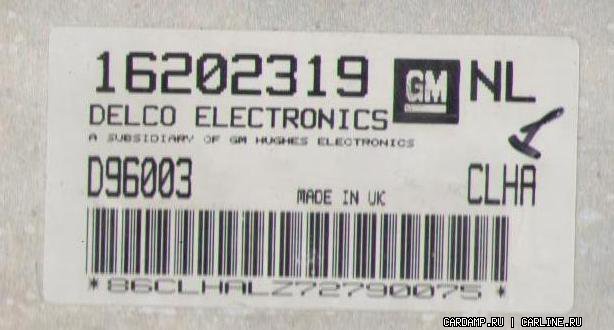 16202319 GM NL
DELCO ELECTRONICS
A SUBSIDIARY OF GM HUGHES ELECTRONICS
1
D96003 MADE IN UK CLHA
*86CLHALZ72790075*
CARDAMP.RU | CARLINE.RU